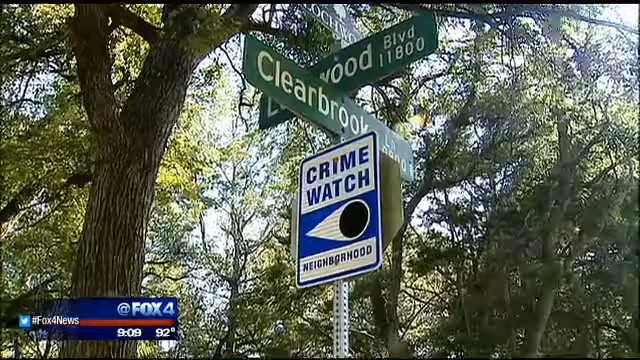 Blvd
wood 11800
Clearbrook
CRIME
WATCH
NEIGHBORHOOD
@FOX4
#Fox4News
9:09 92°